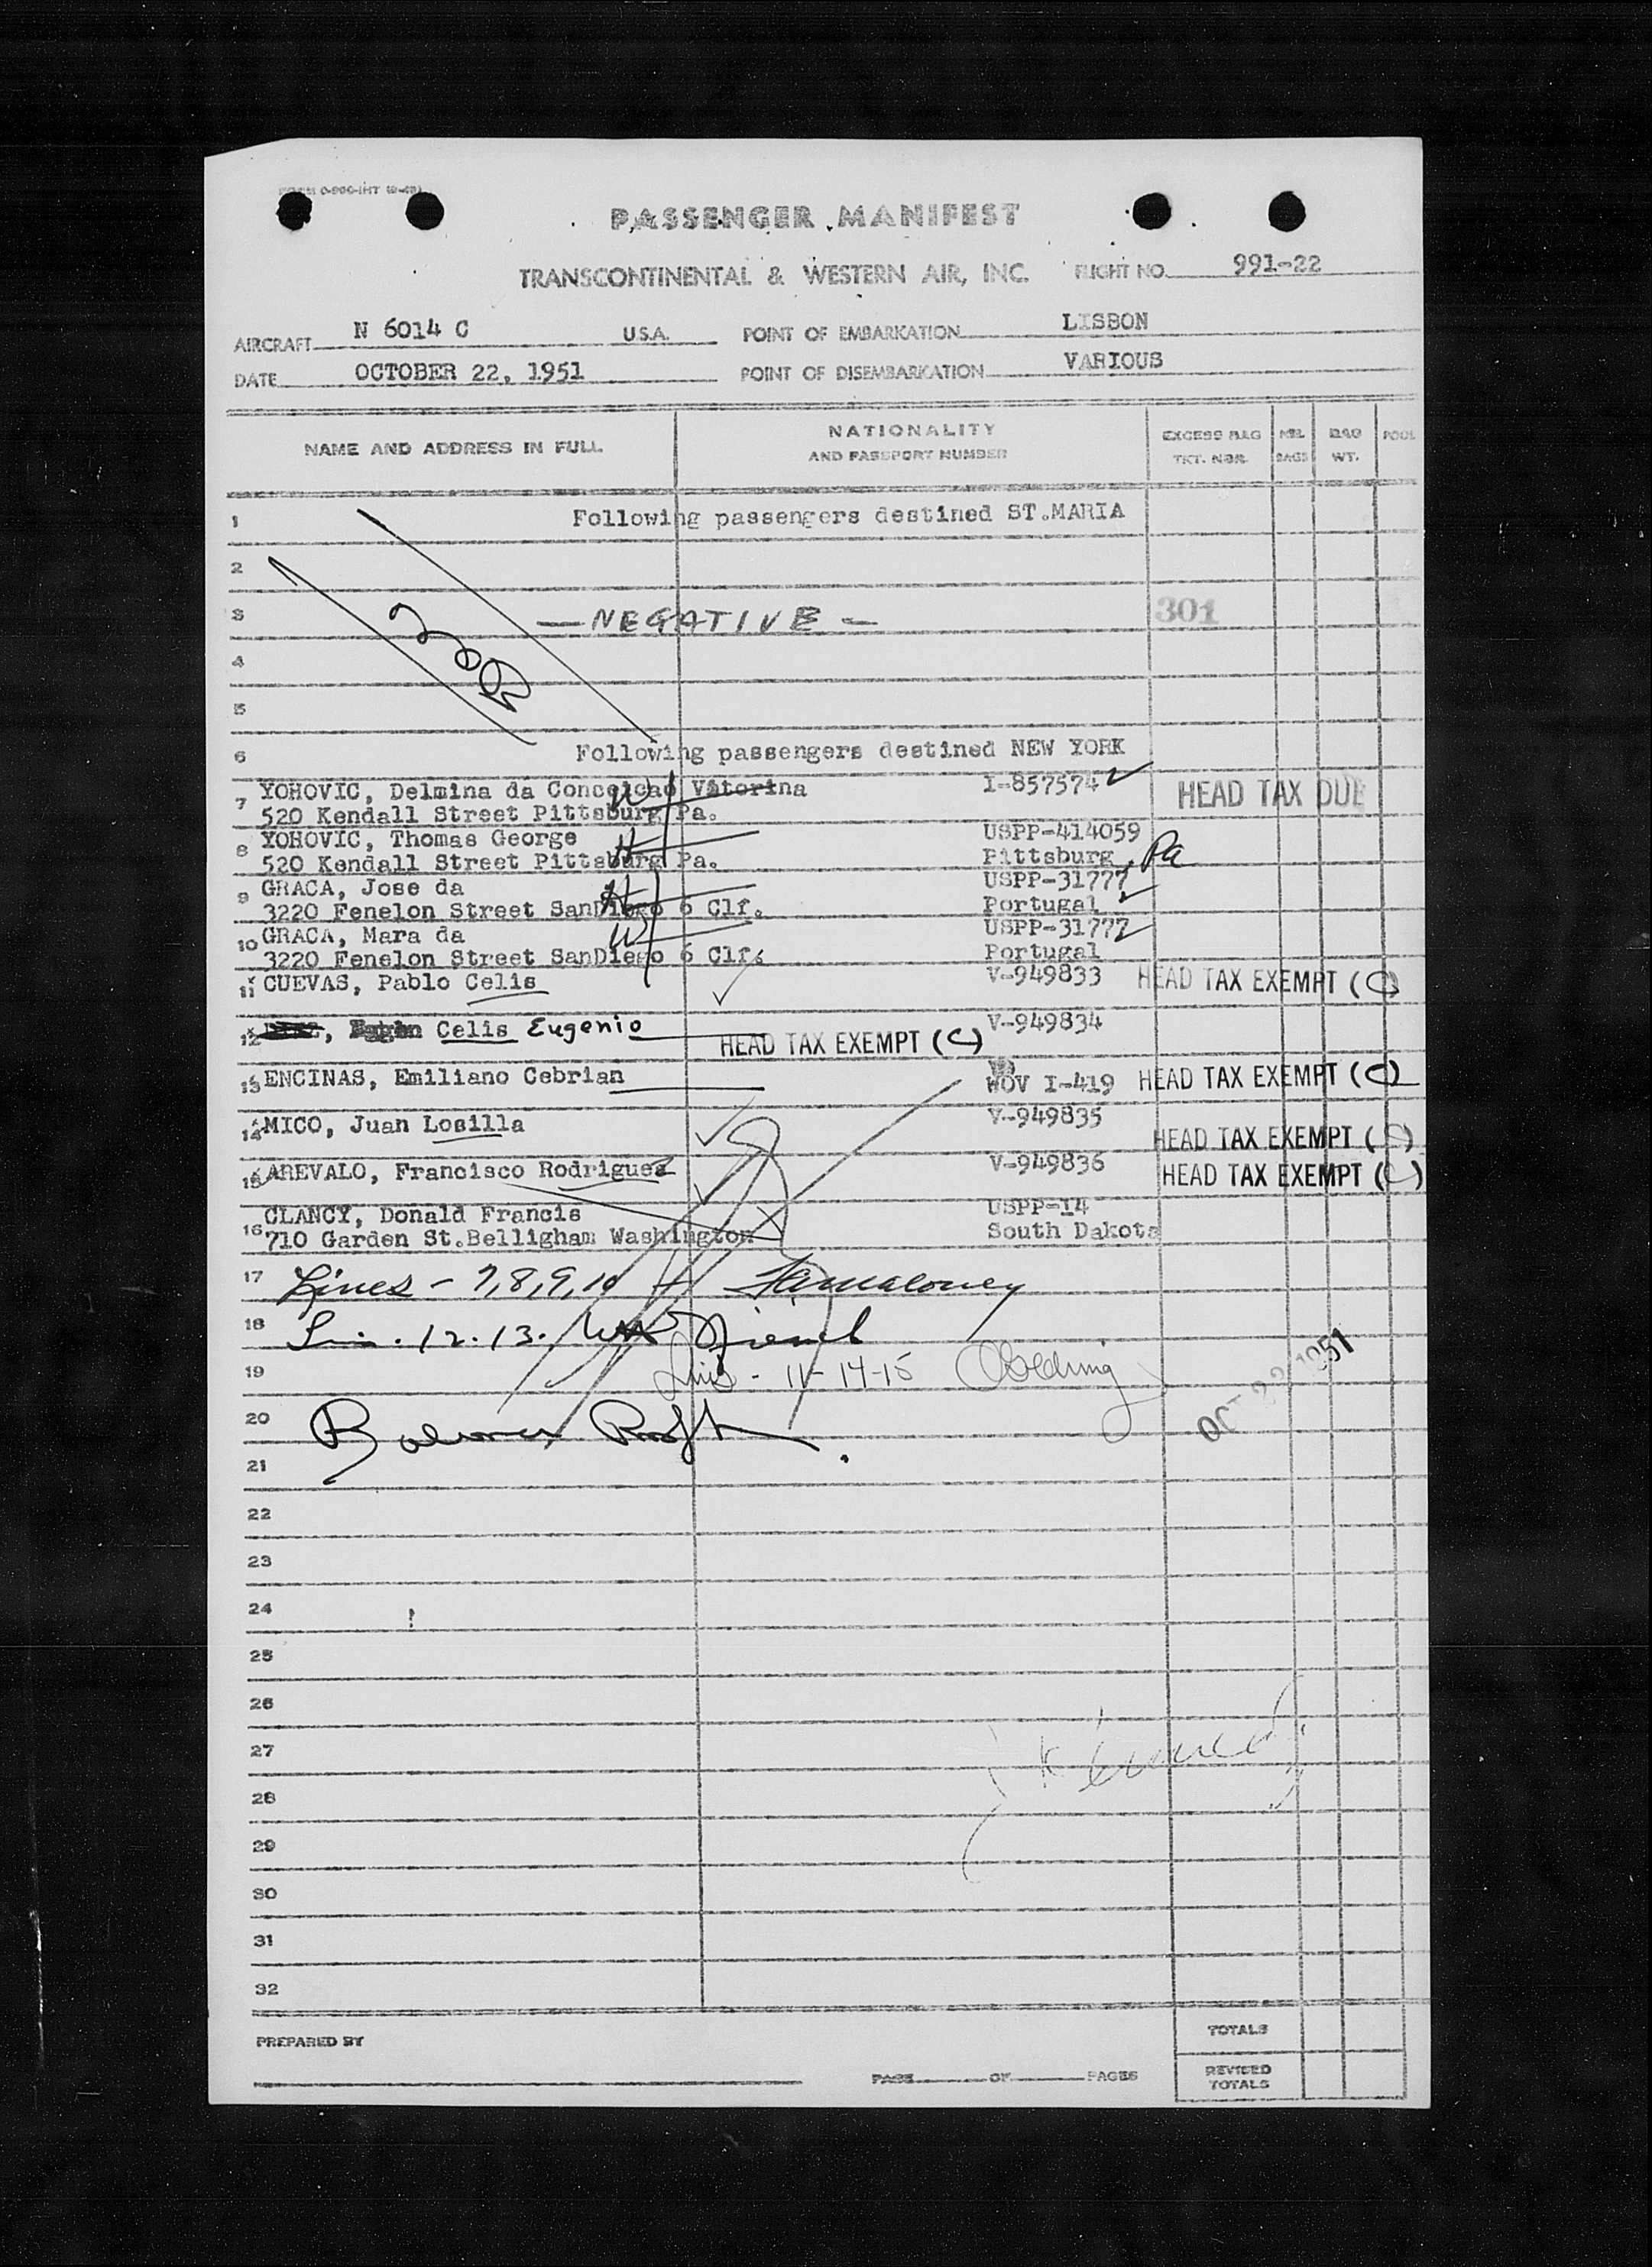 PASSENGER MANIFEST
TRANSCONTINENTAL & WESTERN AIR, INC. FLIGHT NO. 991-22
AIRCRAFT N 6014 C U.S.A. POINT OF EMBARKATION LISBON
DATE OCTOBER 22, 1951 POINT OF DISEMBARKATION VARIOUS
NAME AND ADDRESS IN FULL NATIONALITY AND PASSPORT NUMBER EXCESS BAG TKT. NBR. BAGS WT.
1 Following passengers destined ST.MARIA
2
3 — NEGATIVE — 301
4
5
6 Following passengers destined NEW YORK
7 YOHOVIC, Delmina da Conceicao Vitorina I-857574 HEAD TAX DUE
520 Kendall Street Pittsburg Pa.
8 YOHOVIC, Thomas George USPP-414059
520 Kendall Street Pittsburg Pa. Pittsburg, Pa
9 GRACA, Jose da USPP-31777
3220 Fenelon Street SanDiego 6 Clf. Portugal
10 GRACA, Mara da USPP-31777
3220 Fenelon Street SanDiego 6 Clf. Portugal
11 CUEVAS, Pablo Celis V-949833 HEAD TAX EXEMPT (C)
12 , Celis Eugenio HEAD TAX EXEMPT (C) V-949834
13 ENCINAS, Emiliano Cebrian WOV I-419 HEAD TAX EXEMPT (C)
14 MICO, Juan Losilla V-949835 HEAD TAX EXEMPT (C)
15 AREVALO, Francisco Rodriguez V-949836 HEAD TAX EXEMPT (C)
16 CLANCY, Donald Francis USPP-14
710 Garden St.Belligham Washington South Dakota
17 Lines - 7,8,9,10
18 12.13.
19 11-14-15 OCT 22 1951
20
21
22
23
24
25
26
27
28
29
30
31
32
TOTALS
PREPARED BY
PAGE OF PAGES REVISED TOTALS